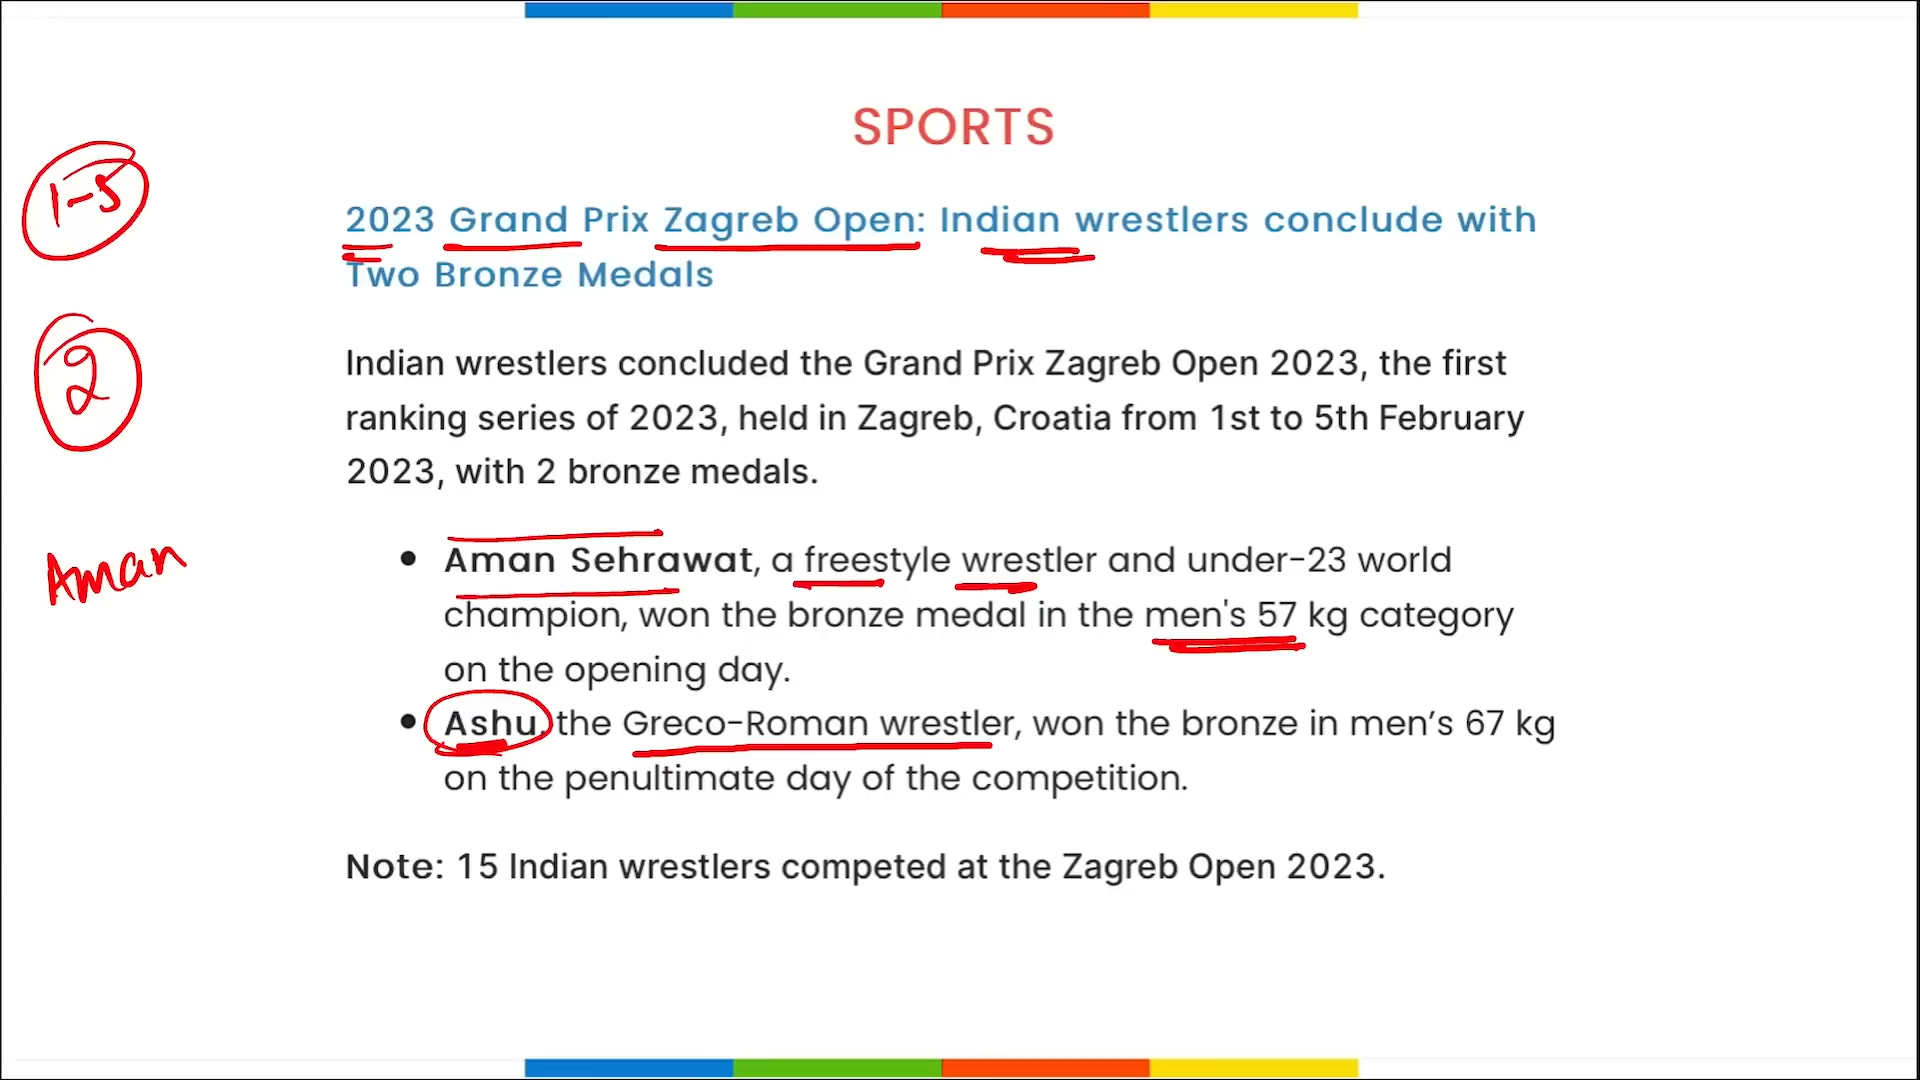 SPORTS
1-5
2023 Grand Prix Zagreb Open: Indian wrestlers conclude with
Two Bronze Medals
2
Indian wrestlers concluded the Grand Prix Zagreb Open 2023, the first
ranking series of 2023, held in Zagreb, Croatia from 1st to 5th February
2023, with 2 bronze medals.
Aman
• Aman Sehrawat, a freestyle wrestler and under-23 world
champion, won the bronze medal in the men's 57 kg category
on the opening day.
• Ashu, the Greco-Roman wrestler, won the bronze in men’s 67 kg
on the penultimate day of the competition.
Note: 15 Indian wrestlers competed at the Zagreb Open 2023.